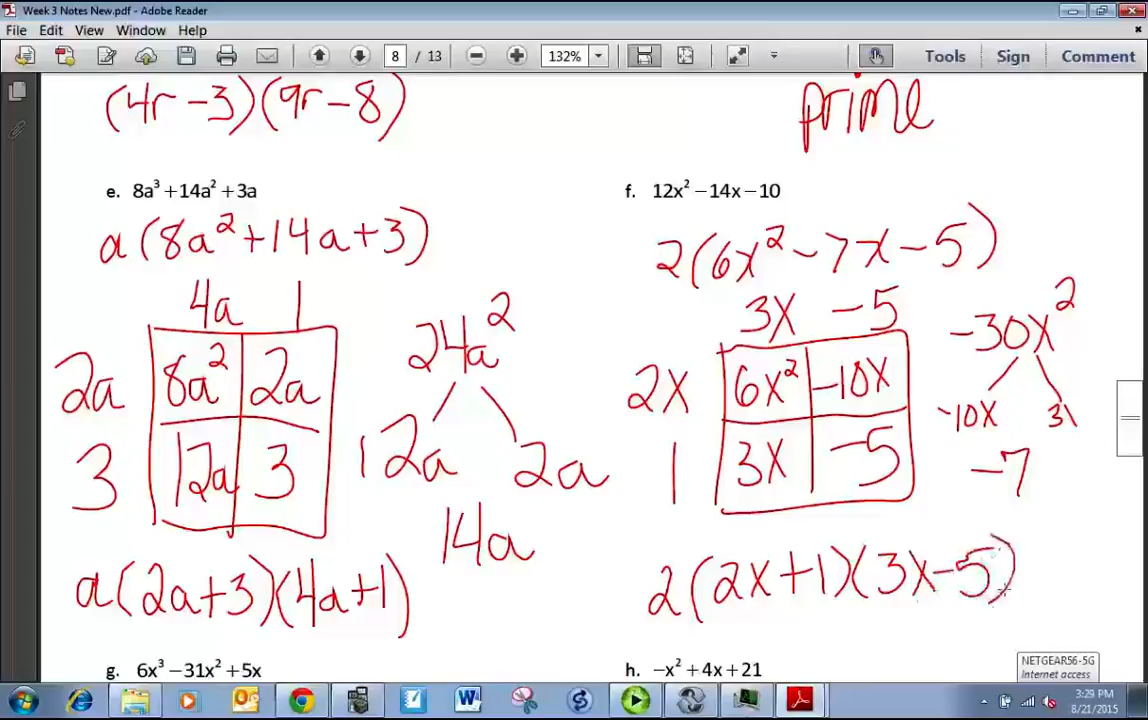 Week 3 Notes New.pdf - Adobe Reader
File Edit View Window Help
8 / 13 132% Tools Sign Comment
(4r - 3)(9r - 8)
prime
e. 8a³ +14a² +3a
a(8a² + 14a + 3)
4a 1
2a 8a² 2a
3 12a 3
24a²
12a 2a
14a
a(2a+3)(4a+1)
f. 12x² −14x −10
2(6x² - 7x - 5)
3x -5
2x 6x² -10x
1 3x -5
-30x²
-10x 3x
-7
2(2x+1)(3x-5)
g. 6x³ −31x² +5x
h. −x² + 4x + 21
NETGEAR56-5G
Internet access
3:29 PM
8/21/2015